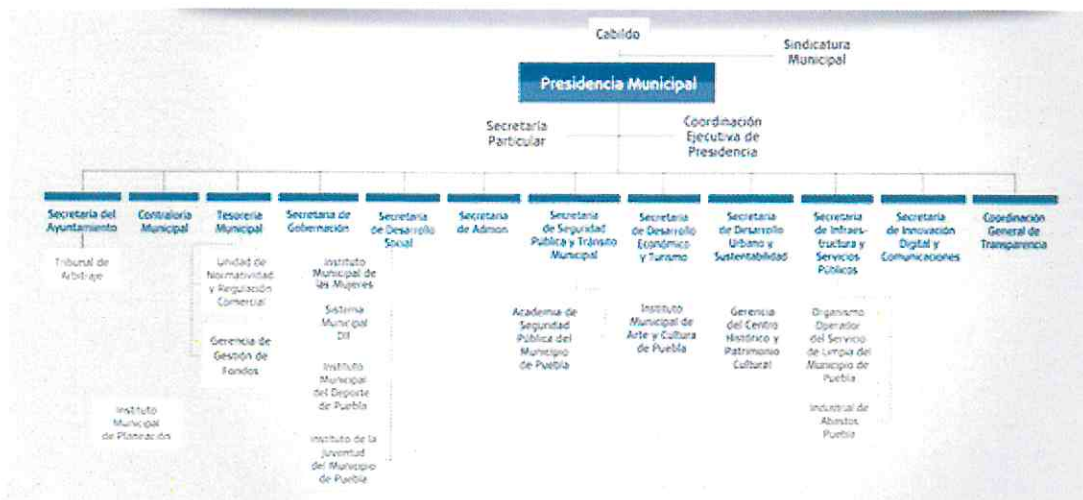 Cabildo
Sindicatura
Municipal
Presidencia Municipal
Secretaría
Particular
Coordinación
Ejecutiva de
Presidencia
Secretaría del
Ayuntamiento
Contraloría
Municipal
Tesorería
Municipal
Secretaría de
Gobernación
Secretaría
de Desarrollo
Social
Secretaría
de Admon
Secretaría
de Seguridad
Pública y Tránsito
Municipal
Secretaría
de Desarrollo
Económico
y Turismo
Secretaría
de Desarrollo
Urbano y
Sustentabilidad
Secretaría
de Infraes-
tructura y
Servicios
Públicos
Secretaría
de Innovación
Digital y
Comunicaciones
Coordinación
General de
Transparencia
Tribunal de
Arbitraje
Unidad de
Normatividad
y Regulación
Comercial
Gerencia de
Gestión de
Fondos
Instituto
Municipal
de Planeación
Instituto
Municipal de
las Mujeres
Sistema
Municipal
DIF
Instituto
Municipal
del Deporte
de Puebla
Instituto de la
Juventud
del Municipio
de Puebla
Academia de
Seguridad
Pública del
Municipio
de Puebla
Instituto
Municipal de
Arte y Cultura
de Puebla
Gerencia
del Centro
Histórico y
Patrimonio
Cultural
Organismo
Operador
del Servicio
de Limpia del
Municipio de
Puebla
Industrial de
Abastos
Puebla